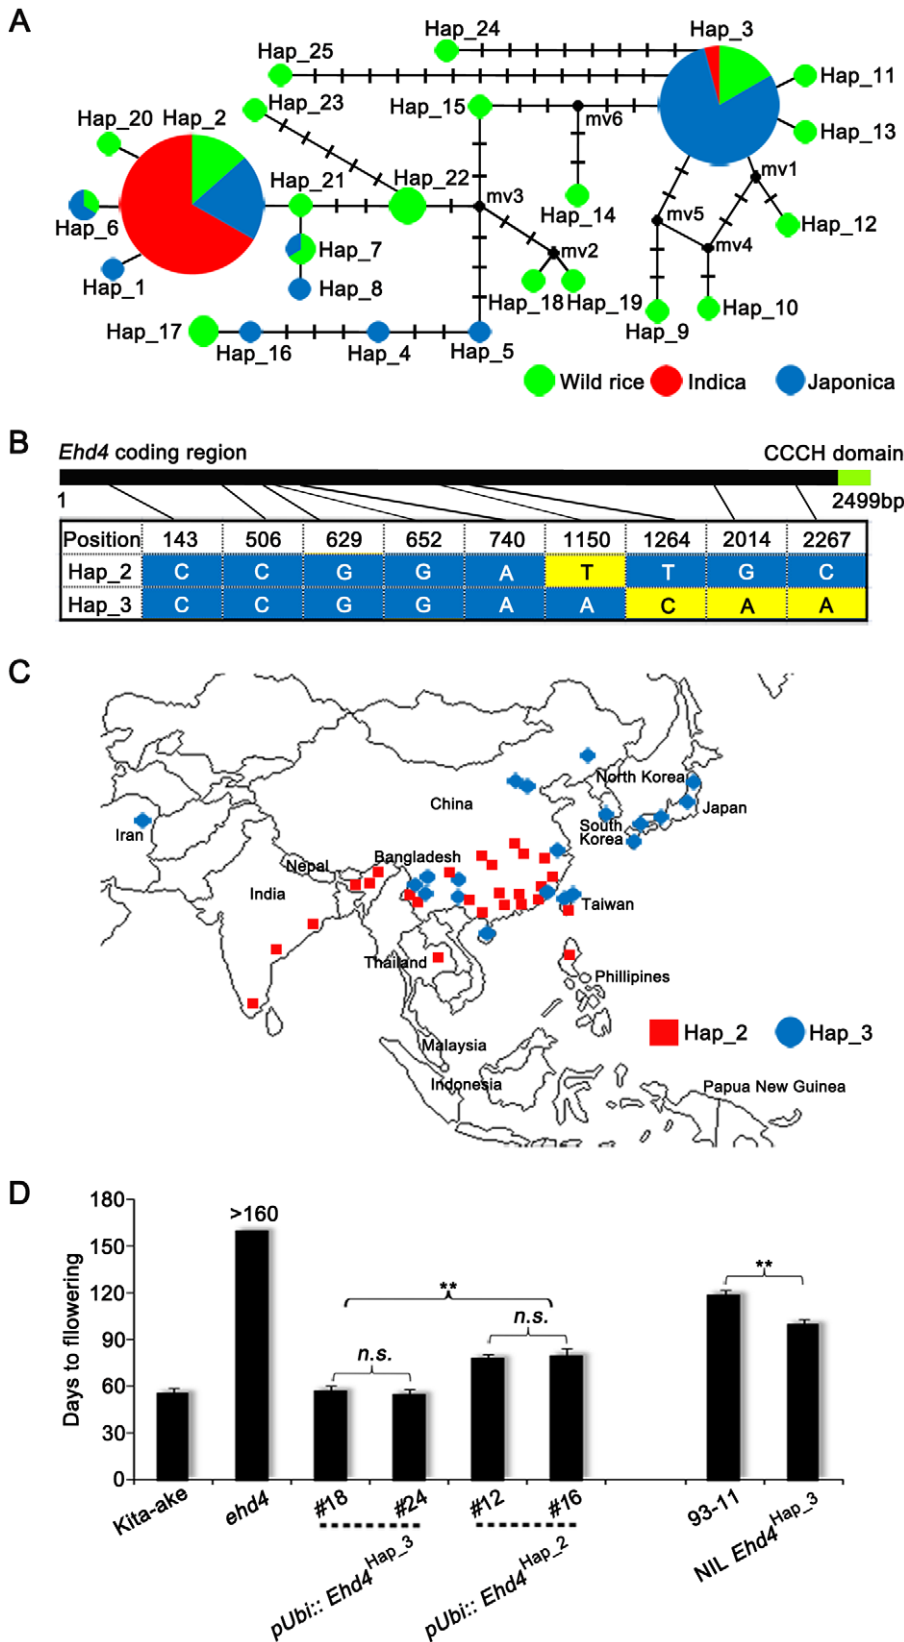 A
Hap_24
Hap_3
Hap_25
Hap_11
Hap_23
Hap_15
mv6
Hap_20
Hap_2
Hap_13
Hap_21
Hap_22
mv1
Hap_14
mv3
Hap_6
mv5
Hap_12
Hap_7
mv2
mv4
Hap_1
Hap_8
Hap_18
Hap_19
Hap_10
Hap_9
Hap_17
Hap_16
Hap_4
Hap_5
Wild rice
Indica
Japonica
B
Ehd4 coding region
CCCH domain
1
2499bp
Position 143 506 629 652 740 1150 1264 2014 2267
Hap_2 C C G G A T T G C
Hap_3 C C G G A A C A A
C
North Korea
China
Japan
Iran
South
Korea
Bangladesh
Nepal
India
Taiwan
Thailand
Phillipines
Hap_2
Hap_3
Malaysia
Indonesia
Papua New Guinea
D
180
>160
150
120
**
**
90
n.s.
n.s.
60
30
0
Days to fllowering
Kita-ake
ehd4
#18
#24
#12
#16
93-11
NIL Ehd4Hap_3
pUbi:: Ehd4Hap_3
pUbi:: Ehd4Hap_2